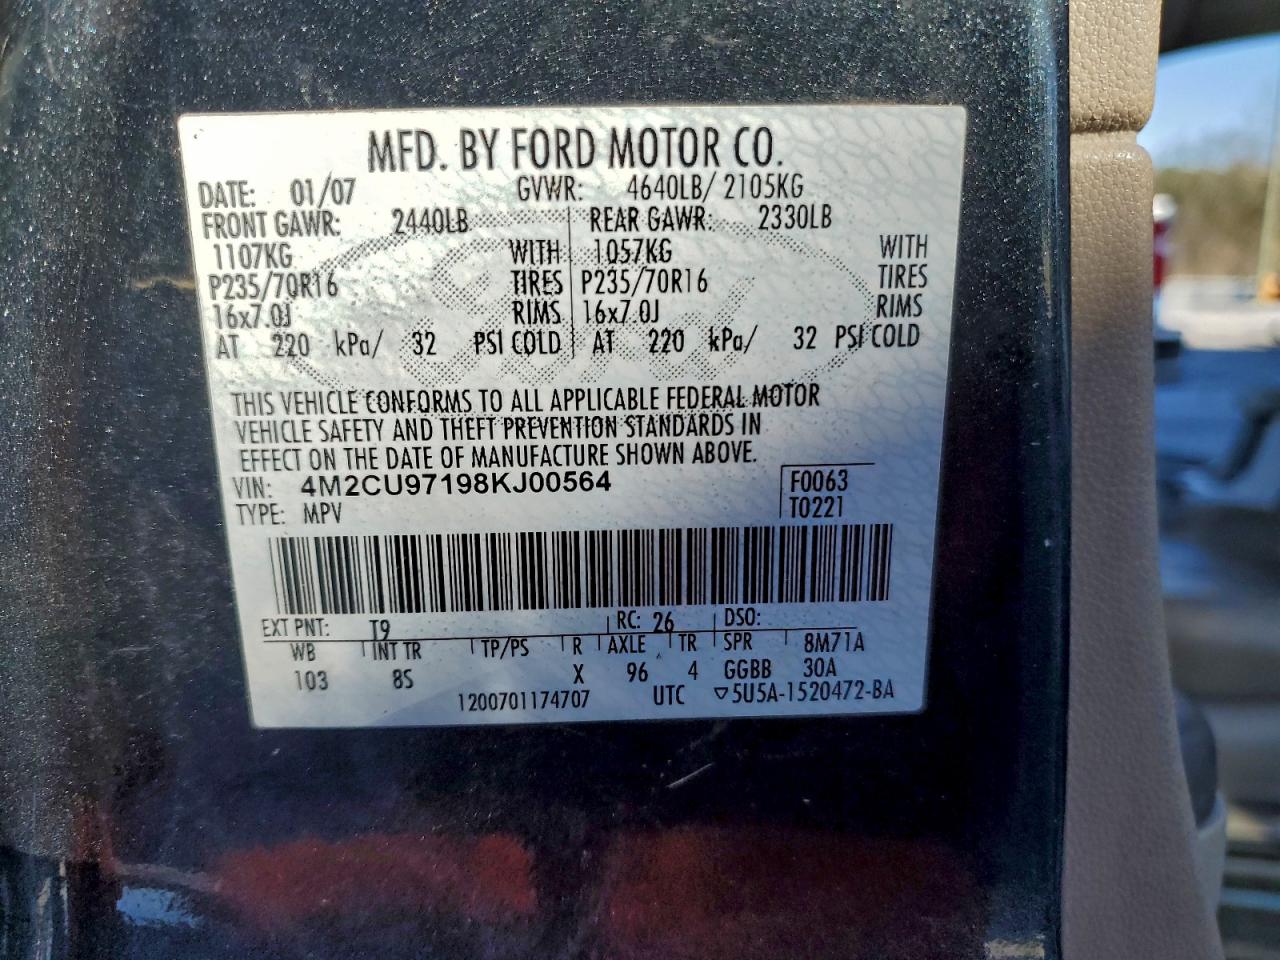 MFD. BY FORD MOTOR CO.
DATE: 01/07 GVWR: 4640LB/ 2105KG
FRONT GAWR: 2440LB REAR GAWR: 2330LB
1107KG WITH 1057KG WITH
P235/70R16 TIRES P235/70R16 TIRES
16x7.0J RIMS 16x7.0J RIMS
AT 220 kPa/ 32 PSI COLD AT 220 kPa/ 32 PSI COLD
THIS VEHICLE CONFORMS TO ALL APPLICABLE FEDERAL MOTOR
VEHICLE SAFETY AND THEFT PREVENTION STANDARDS IN
EFFECT ON THE DATE OF MANUFACTURE SHOWN ABOVE.
VIN: 4M2CU97198KJ00564 F0063
TYPE: MPV T0221
EXT PNT: T9 RC: 26 DSO:
WB INT TR TP/PS R AXLE TR SPR 8M71A
103 8S X 96 4 GGBB 30A
1200701174707 UTC ▽5U5A-1520472-BA